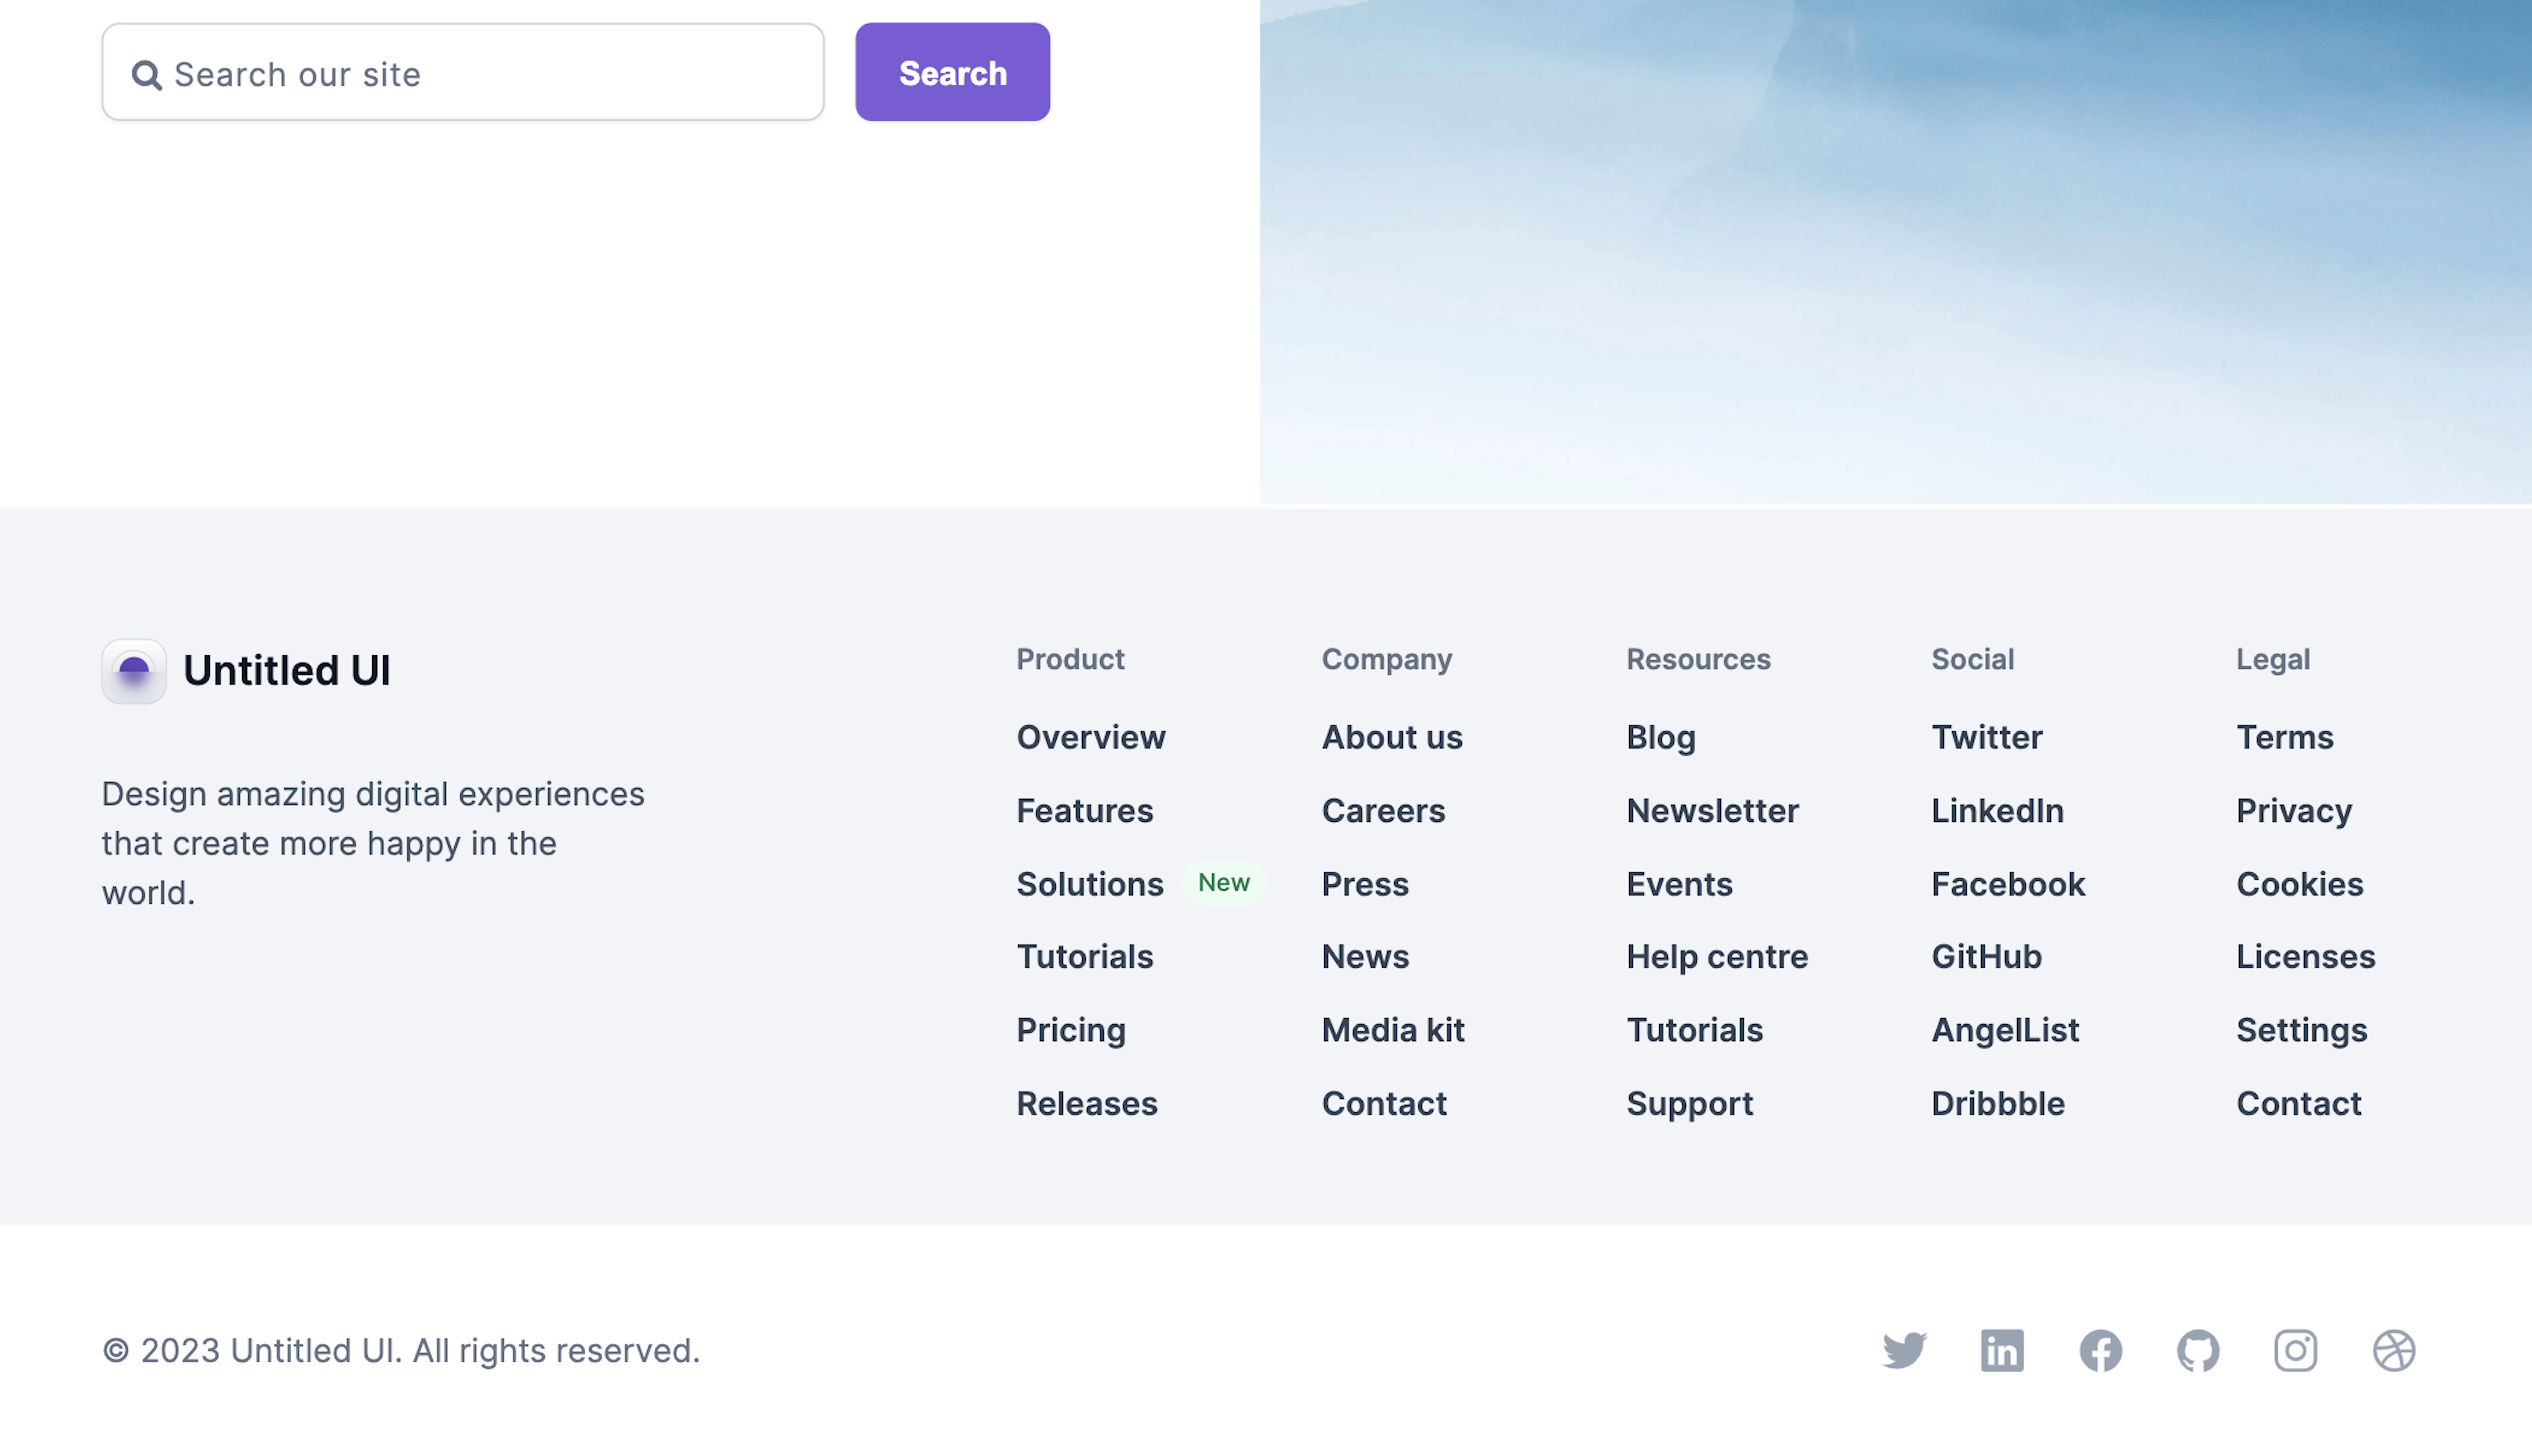 Search our site
Search
Untitled UI
Design amazing digital experiences
that create more happy in the
world.
Product
Overview
Features
Solutions New
Tutorials
Pricing
Releases
Company
About us
Careers
Press
News
Media kit
Contact
Resources
Blog
Newsletter
Events
Help centre
Tutorials
Support
Social
Twitter
LinkedIn
Facebook
GitHub
AngelList
Dribbble
Legal
Terms
Privacy
Cookies
Licenses
Settings
Contact
© 2023 Untitled UI. All rights reserved.